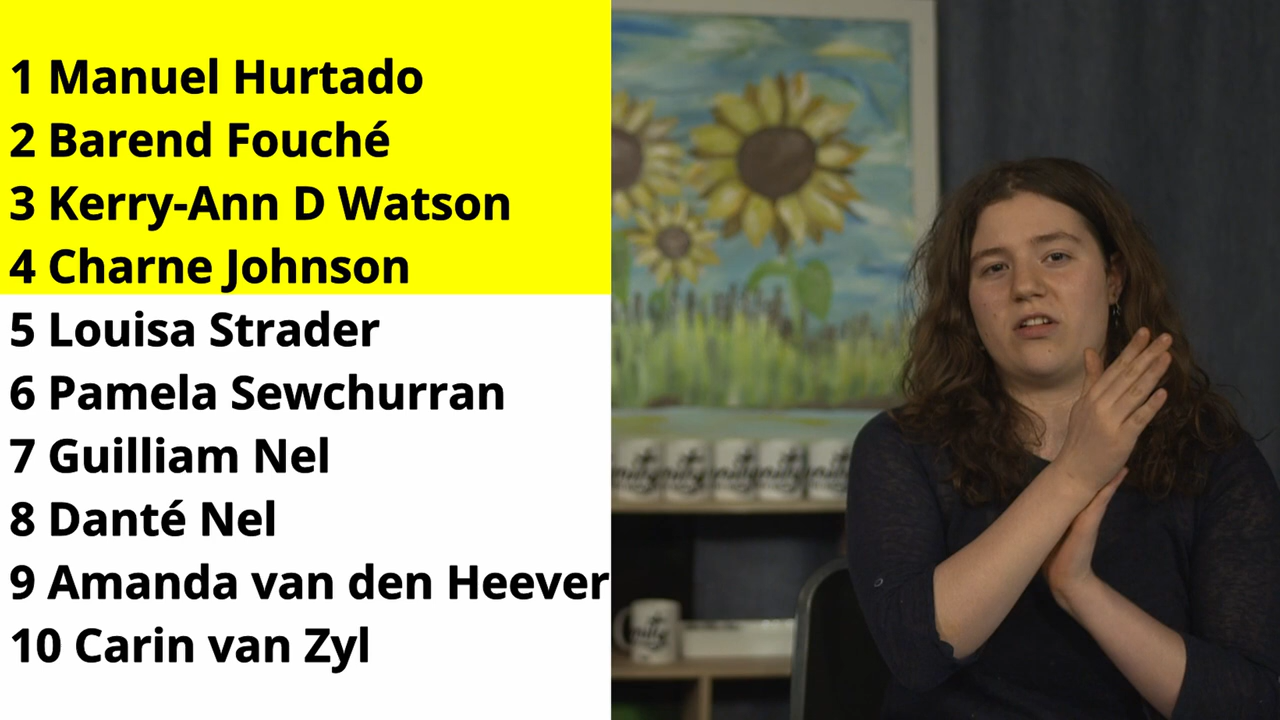 1 Manuel Hurtado
2 Barend Fouché
3 Kerry-Ann D Watson
4 Charne Johnson
5 Louisa Strader
6 Pamela Sewchurran
7 Guilliam Nel
8 Danté Nel
9 Amanda van den Heever
10 Carin van Zyl